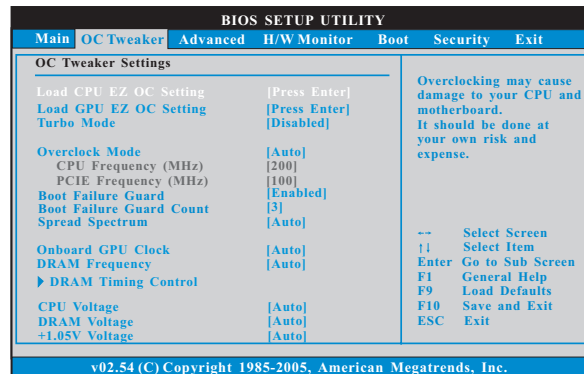 BIOS SETUP UTILITY
Main OC Tweaker Advanced H/W Monitor Boot Security Exit
OC Tweaker Settings
Load CPU EZ OC Setting [Press Enter]
Load GPU EZ OC Setting [Press Enter]
Turbo Mode [Disabled]
Overclock Mode [Auto]
CPU Frequency (MHz) [200]
PCIE Frequency (MHz) [100]
Boot Failure Guard [Enabled]
Boot Failure Guard Count [3]
Spread Spectrum [Auto]
Onboard GPU Clock [Auto]
DRAM Frequency [Auto]
DRAM Timing Control
CPU Voltage [Auto]
DRAM Voltage [Auto]
+1.05V Voltage [Auto]
Overclocking may cause
damage to your CPU and
motherboard.
It should be done at
your own risk and
expense.
←→ Select Screen
↑↓ Select Item
Enter Go to Sub Screen
F1 General Help
F9 Load Defaults
F10 Save and Exit
ESC Exit
v02.54 (C) Copyright 1985-2005, American Megatrends, Inc.